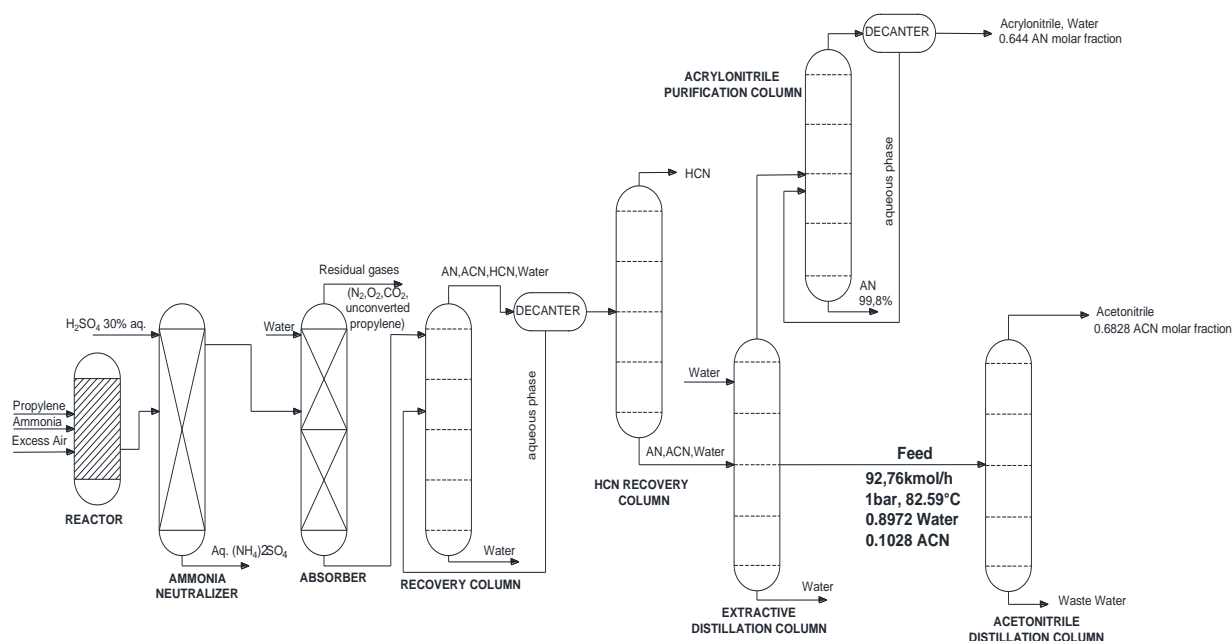 DECANTER
Acrylonitrile, Water
0.644 AN molar fraction
ACRYLONITRILE
PURIFICATION COLUMN
aqueous phase
HCN
AN
99,8%
Residual gases
(N2,O2,CO2,
unconverted
propylene)
AN,ACN,HCN,Water
DECANTER
H2SO4 30% aq.
Water
aqueous phase
Water
Acetonitrile
0.6828 ACN molar fraction
Propylene
Ammonia
Excess Air
AN,ACN,Water
HCN RECOVERY
COLUMN
Feed
92,76kmol/h
1bar, 82.59°C
0.8972 Water
0.1028 ACN
REACTOR
Aq. (NH4)2SO4
AMMONIA
NEUTRALIZER
ABSORBER
Water
RECOVERY COLUMN
Water
EXTRACTIVE
DISTILLATION COLUMN
Waste Water
ACETONITRILE
DISTILLATION COLUMN